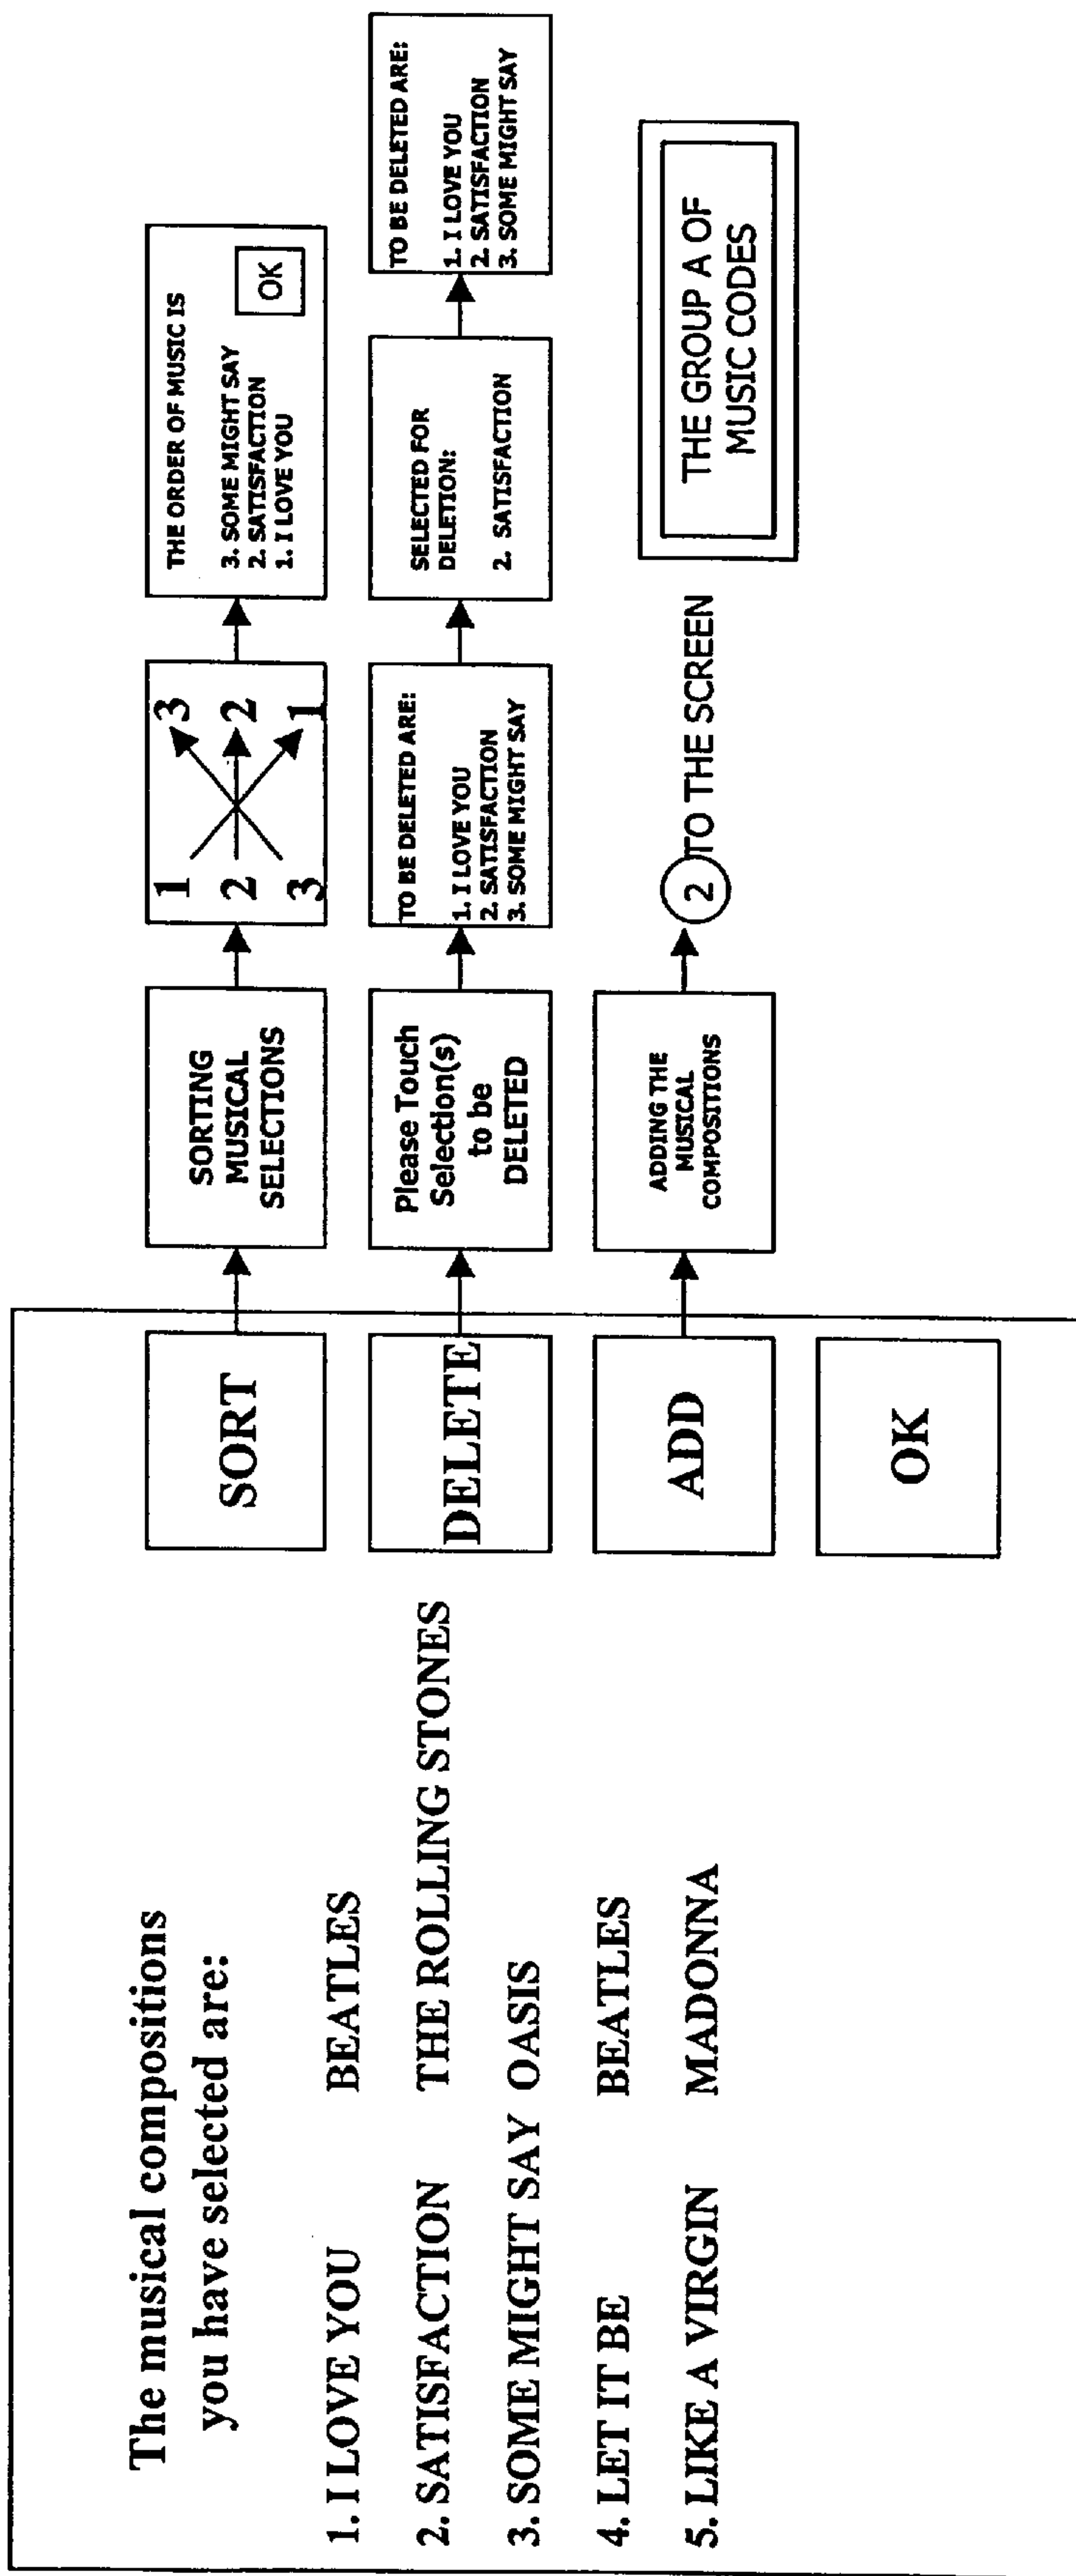 The musical compositions
you have selected are:
1. I LOVE YOU BEATLES
2. SATISFACTION THE ROLLING STONES
3. SOME MIGHT SAY OASIS
4. LET IT BE BEATLES
5. LIKE A VIRGIN MADONNA
SORT
DELETE
ADD
OK
SORTING
MUSICAL
SELECTIONS
1 3
2 2
3 1
THE ORDER OF MUSIC IS
3. SOME MIGHT SAY
2. SATISFACTION
1. I LOVE YOU
OK
Please Touch
Selection(s)
to be
DELETED
TO BE DELETED ARE:
1. I LOVE YOU
2. SATISFACTION
3. SOME MIGHT SAY
SELECTED FOR
DELETION:
2. SATISFACTION
TO BE DELETED ARE:
1. I LOVE YOU
2. SATISFACTION
3. SOME MIGHT SAY
ADDING THE
MUSICAL
COMPOSITIONS
2 TO THE SCREEN
THE GROUP A OF
MUSIC CODES